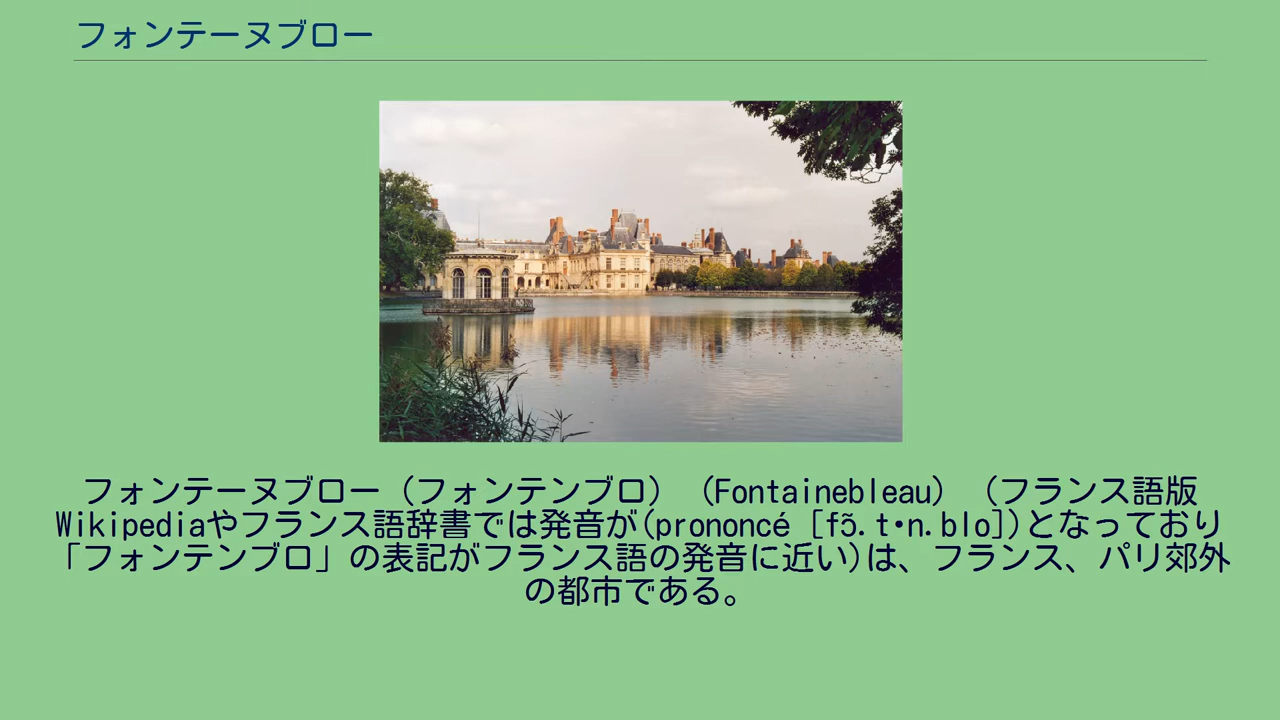 フォンテーヌブロー
フォンテーヌブロー（フォンテンブロ）（Fontainebleau）（フランス語版
Wikipediaやフランス語辞書では発音が(prononcé [fɔ̃.t•n.blo])となっており
「フォンテンブロ」の表記がフランス語の発音に近い)は、フランス、パリ郊外
の都市である。